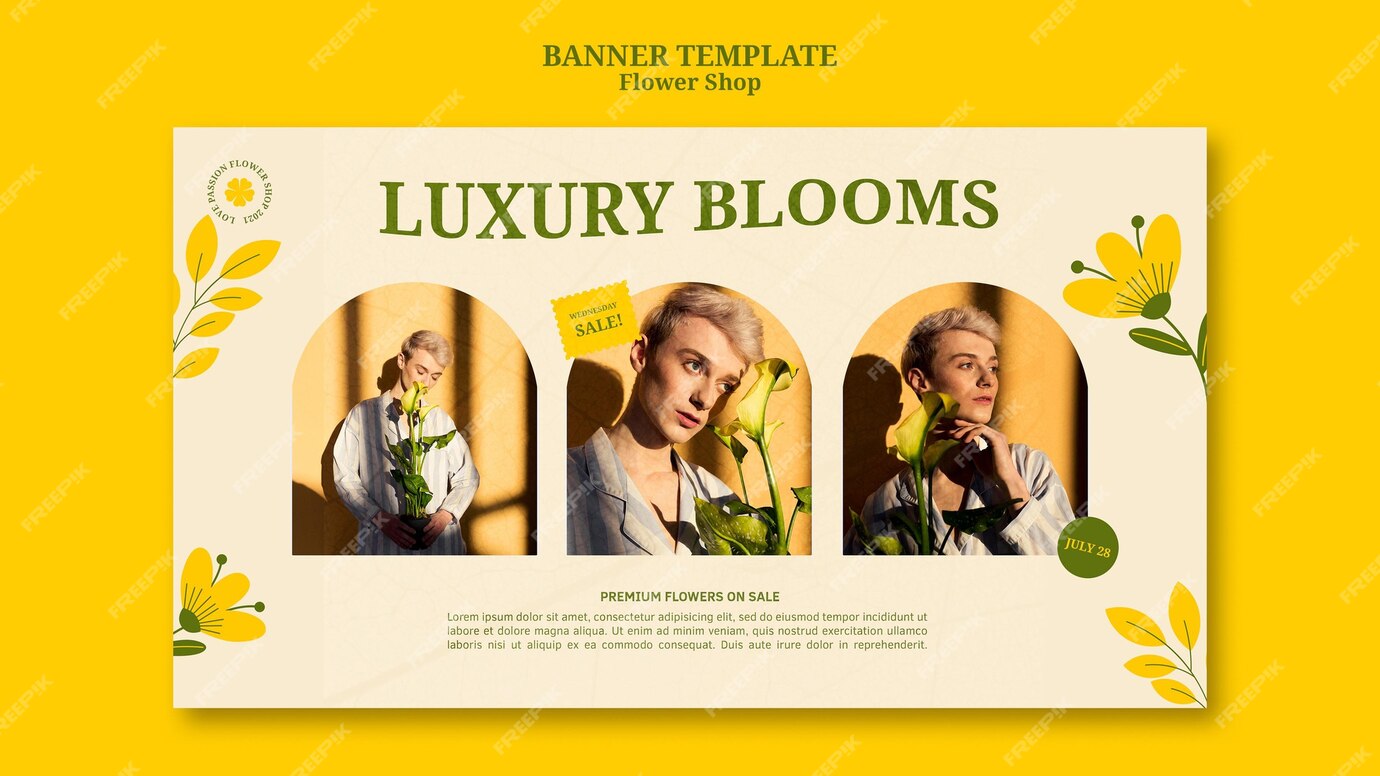 BANNER TEMPLATE
Flower Shop
LOVE PASSION FLOWER SHOP 2021
LUXURY BLOOMS
WEDNESDAY
SALE!
JULY 28
PREMIUM FLOWERS ON SALE
Lorem ipsum dolor sit amet, consectetur adipisicing elit, sed do eiusmod tempor incididunt ut
labore et dolore magna aliqua. Ut enim ad minim veniam, quis nostrud exercitation ullamco
laboris nisi ut aliquip ex ea commodo consequat. Duis aute irure dolor in reprehenderit.
FREEPIK